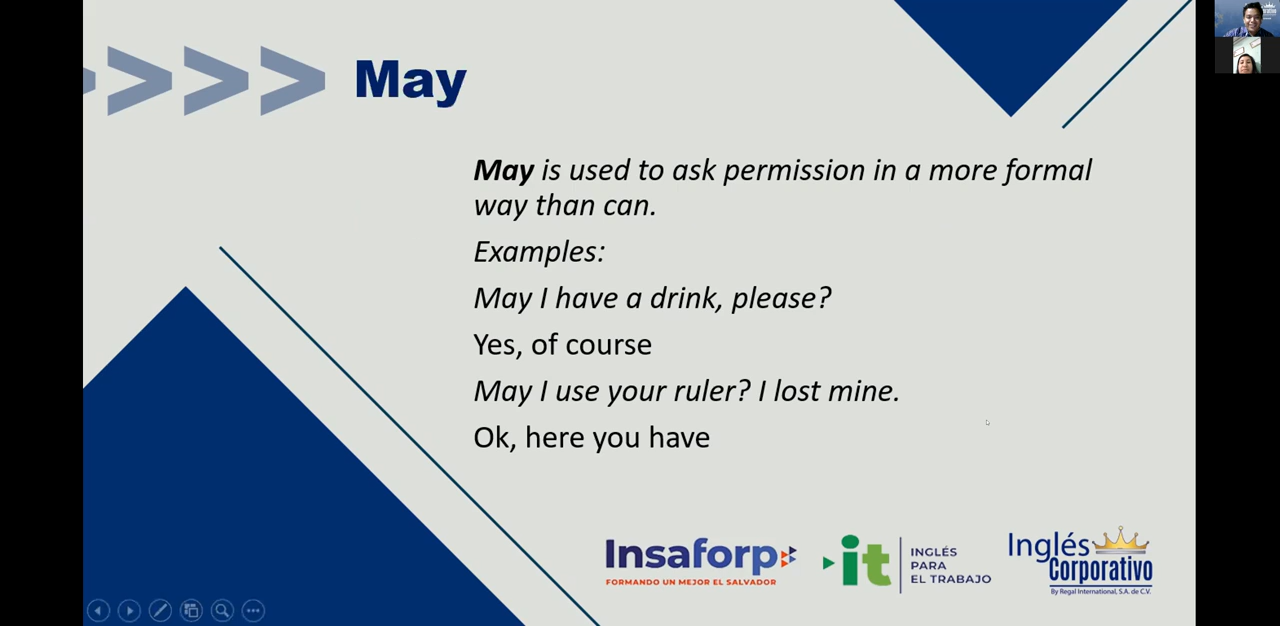 May
May is used to ask permission in a more formal
way than can.
Examples:
May I have a drink, please?
Yes, of course
May I use your ruler? I lost mine.
Ok, here you have
Insaforp
FORMANDO UN MEJOR EL SALVADOR
it
INGLÉS
PARA
EL TRABAJO
Inglés
Corporativo
By Regal International, S.A. de C.V.